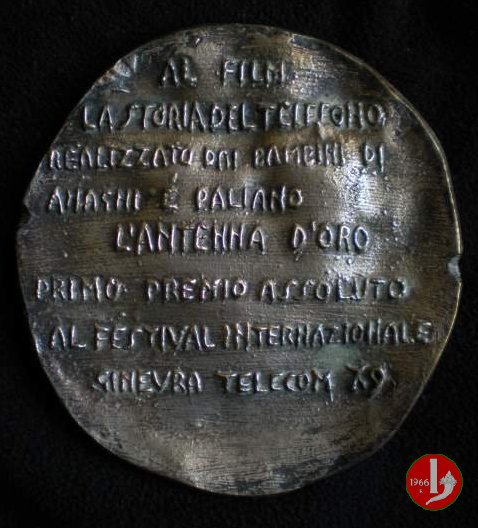 AL FILM
LA STORIA DEL TELEFONO
REALIZZATO DAI BAMBINI DI
ANAGNI E PALIANO
L'ANTENNA D'ORO
PRIMO PREMIO ASSOLUTO
AL FESTIVAL INTERNAZIONALE
GINEVRA TELECOM 79
1966